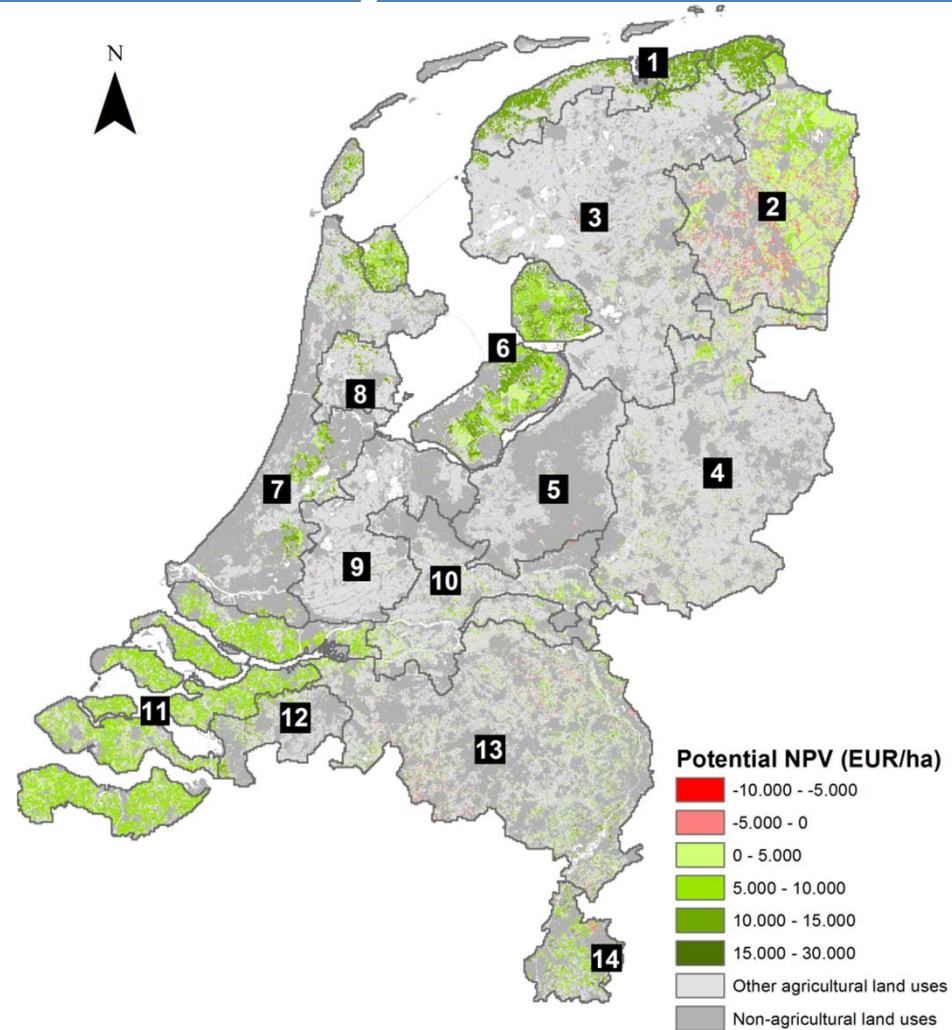 N
1
2
3
6
8
4
7
5
9
10
11
12
13
14
Potential NPV (EUR/ha)
-10.000 - -5.000
-5.000 - 0
0 - 5.000
5.000 - 10.000
10.000 - 15.000
15.000 - 30.000
Other agricultural land uses
Non-agricultural land uses